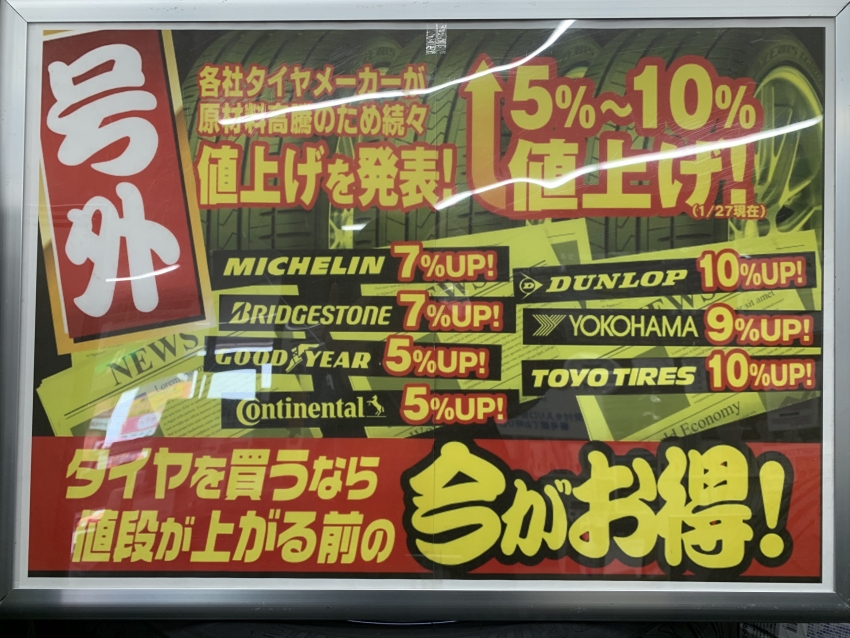 号外
各社タイヤメーカーが
原材料高騰のため続々
値上げを発表!
5%~10%
値上げ!
(1/27現在)
MICHELIN 7%UP!
BRIDGESTONE 7%UP!
GOODYEAR 5%UP!
Continental 5%UP!
DUNLOP 10%UP!
YOKOHAMA 9%UP!
TOYO TIRES 10%UP!
NEWS
sit amet
Economy
タイヤを買うなら
値段が上がる前の
今がお得!